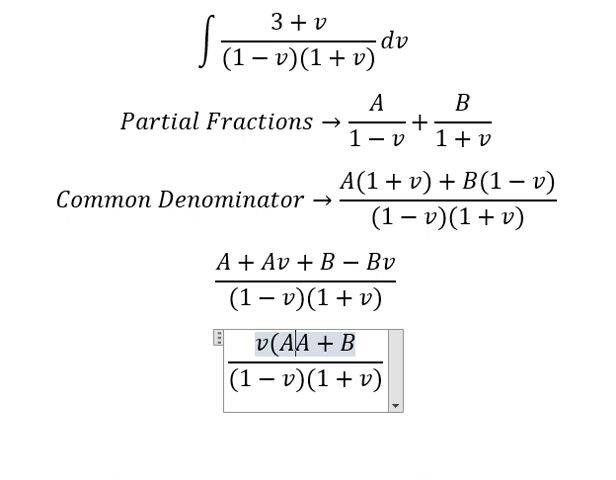 ∫ (3 + v)/((1 − v)(1 + v)) dv
Partial Fractions → A/(1 − v) + B/(1 + v)
Common Denominator → (A(1 + v) + B(1 − v))/((1 − v)(1 + v))
(A + Av + B − Bv)/((1 − v)(1 + v))
(v(AA + B)/((1 − v)(1 + v))